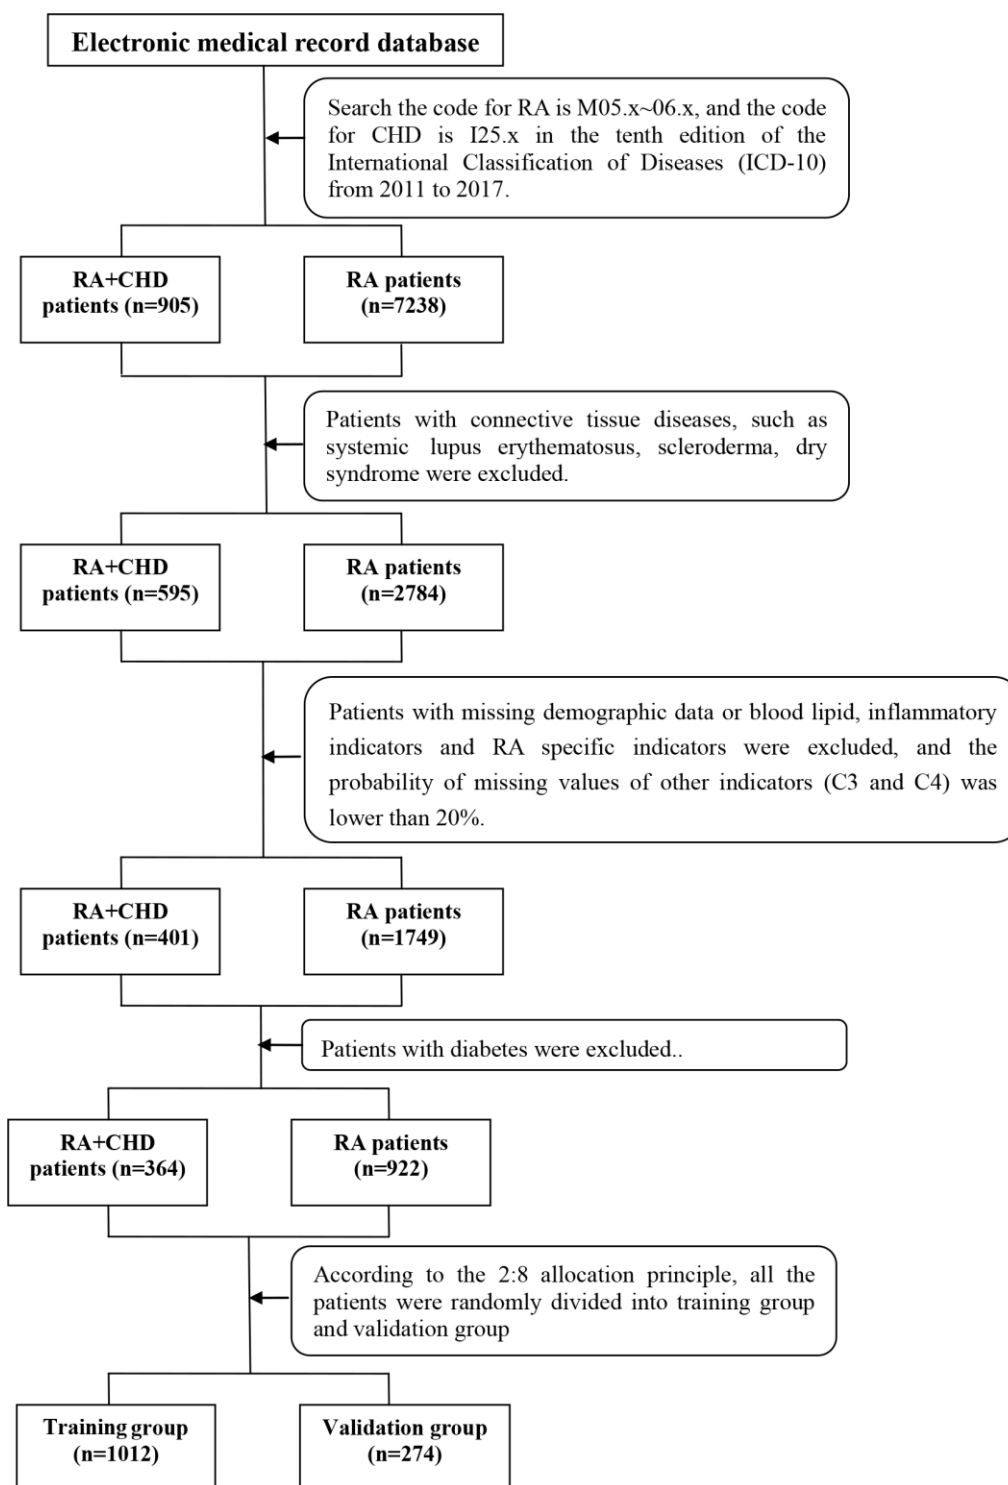 Electronic medical record database
Search the code for RA is M05.x~06.x, and the code
for CHD is I25.x in the tenth edition of the
International Classification of Diseases (ICD-10)
from 2011 to 2017.
RA+CHD
patients (n=905)
RA patients
(n=7238)
Patients with connective tissue diseases, such as
systemic lupus erythematosus, scleroderma, dry
syndrome were excluded.
RA+CHD
patients (n=595)
RA patients
(n=2784)
Patients with missing demographic data or blood lipid, inflammatory
indicators and RA specific indicators were excluded, and the
probability of missing values of other indicators (C3 and C4) was
lower than 20%.
RA+CHD
patients (n=401)
RA patients
(n=1749)
Patients with diabetes were excluded..
RA+CHD
patients (n=364)
RA patients
(n=922)
According to the 2:8 allocation principle, all the
patients were randomly divided into training group
and validation group
Training group
(n=1012)
Validation group
(n=274)